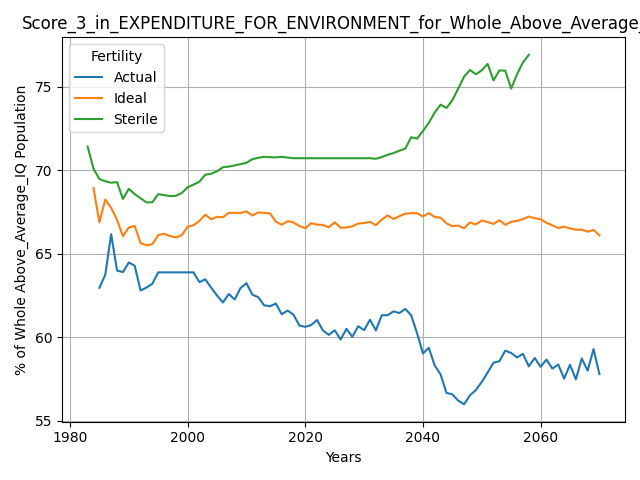 Score_3_in_EXPENDITURE_FOR_ENVIRONMENT_for_Whole_Above_Average_
Fertility
Actual
Ideal
Sterile
% of Whole Above_Average_IQ Population
75
70
65
60
55
1980
2000
2020
2040
2060
Years